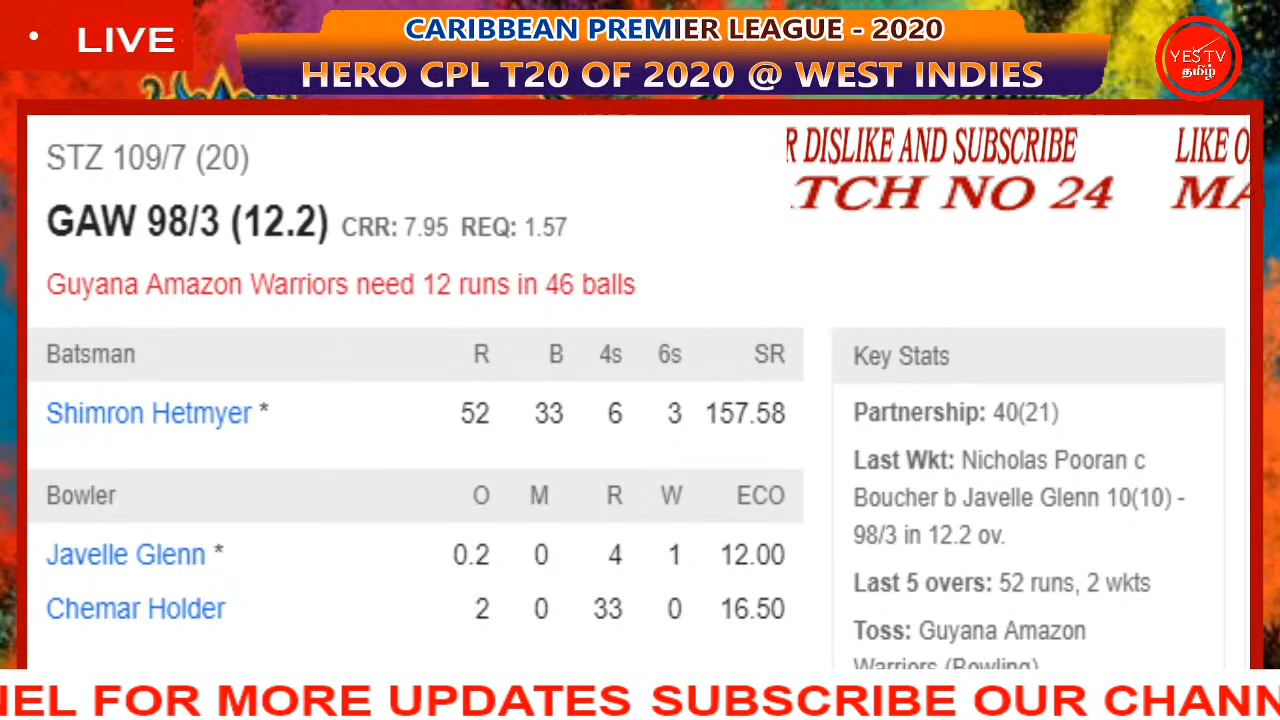 • LIVE
CARIBBEAN PREMIER LEAGUE - 2020
HERO CPL T20 OF 2020 @ WEST INDIES
YES TV
தமிழ்
STZ 109/7 (20)
R DISLIKE AND SUBSCRIBE LIKE O
TCH NO 24 MA
GAW 98/3 (12.2) CRR: 7.95 REQ: 1.57
Guyana Amazon Warriors need 12 runs in 46 balls
Batsman R B 4s 6s SR
Shimron Hetmyer * 52 33 6 3 157.58
Bowler O M R W ECO
Javelle Glenn * 0.2 0 4 1 12.00
Chemar Holder 2 0 33 0 16.50
Key Stats
Partnership: 40(21)
Last Wkt: Nicholas Pooran c
Boucher b Javelle Glenn 10(10) -
98/3 in 12.2 ov.
Last 5 overs: 52 runs, 2 wkts
Toss: Guyana Amazon
Warriors (Bowling)
NEL FOR MORE UPDATES SUBSCRIBE OUR CHANN